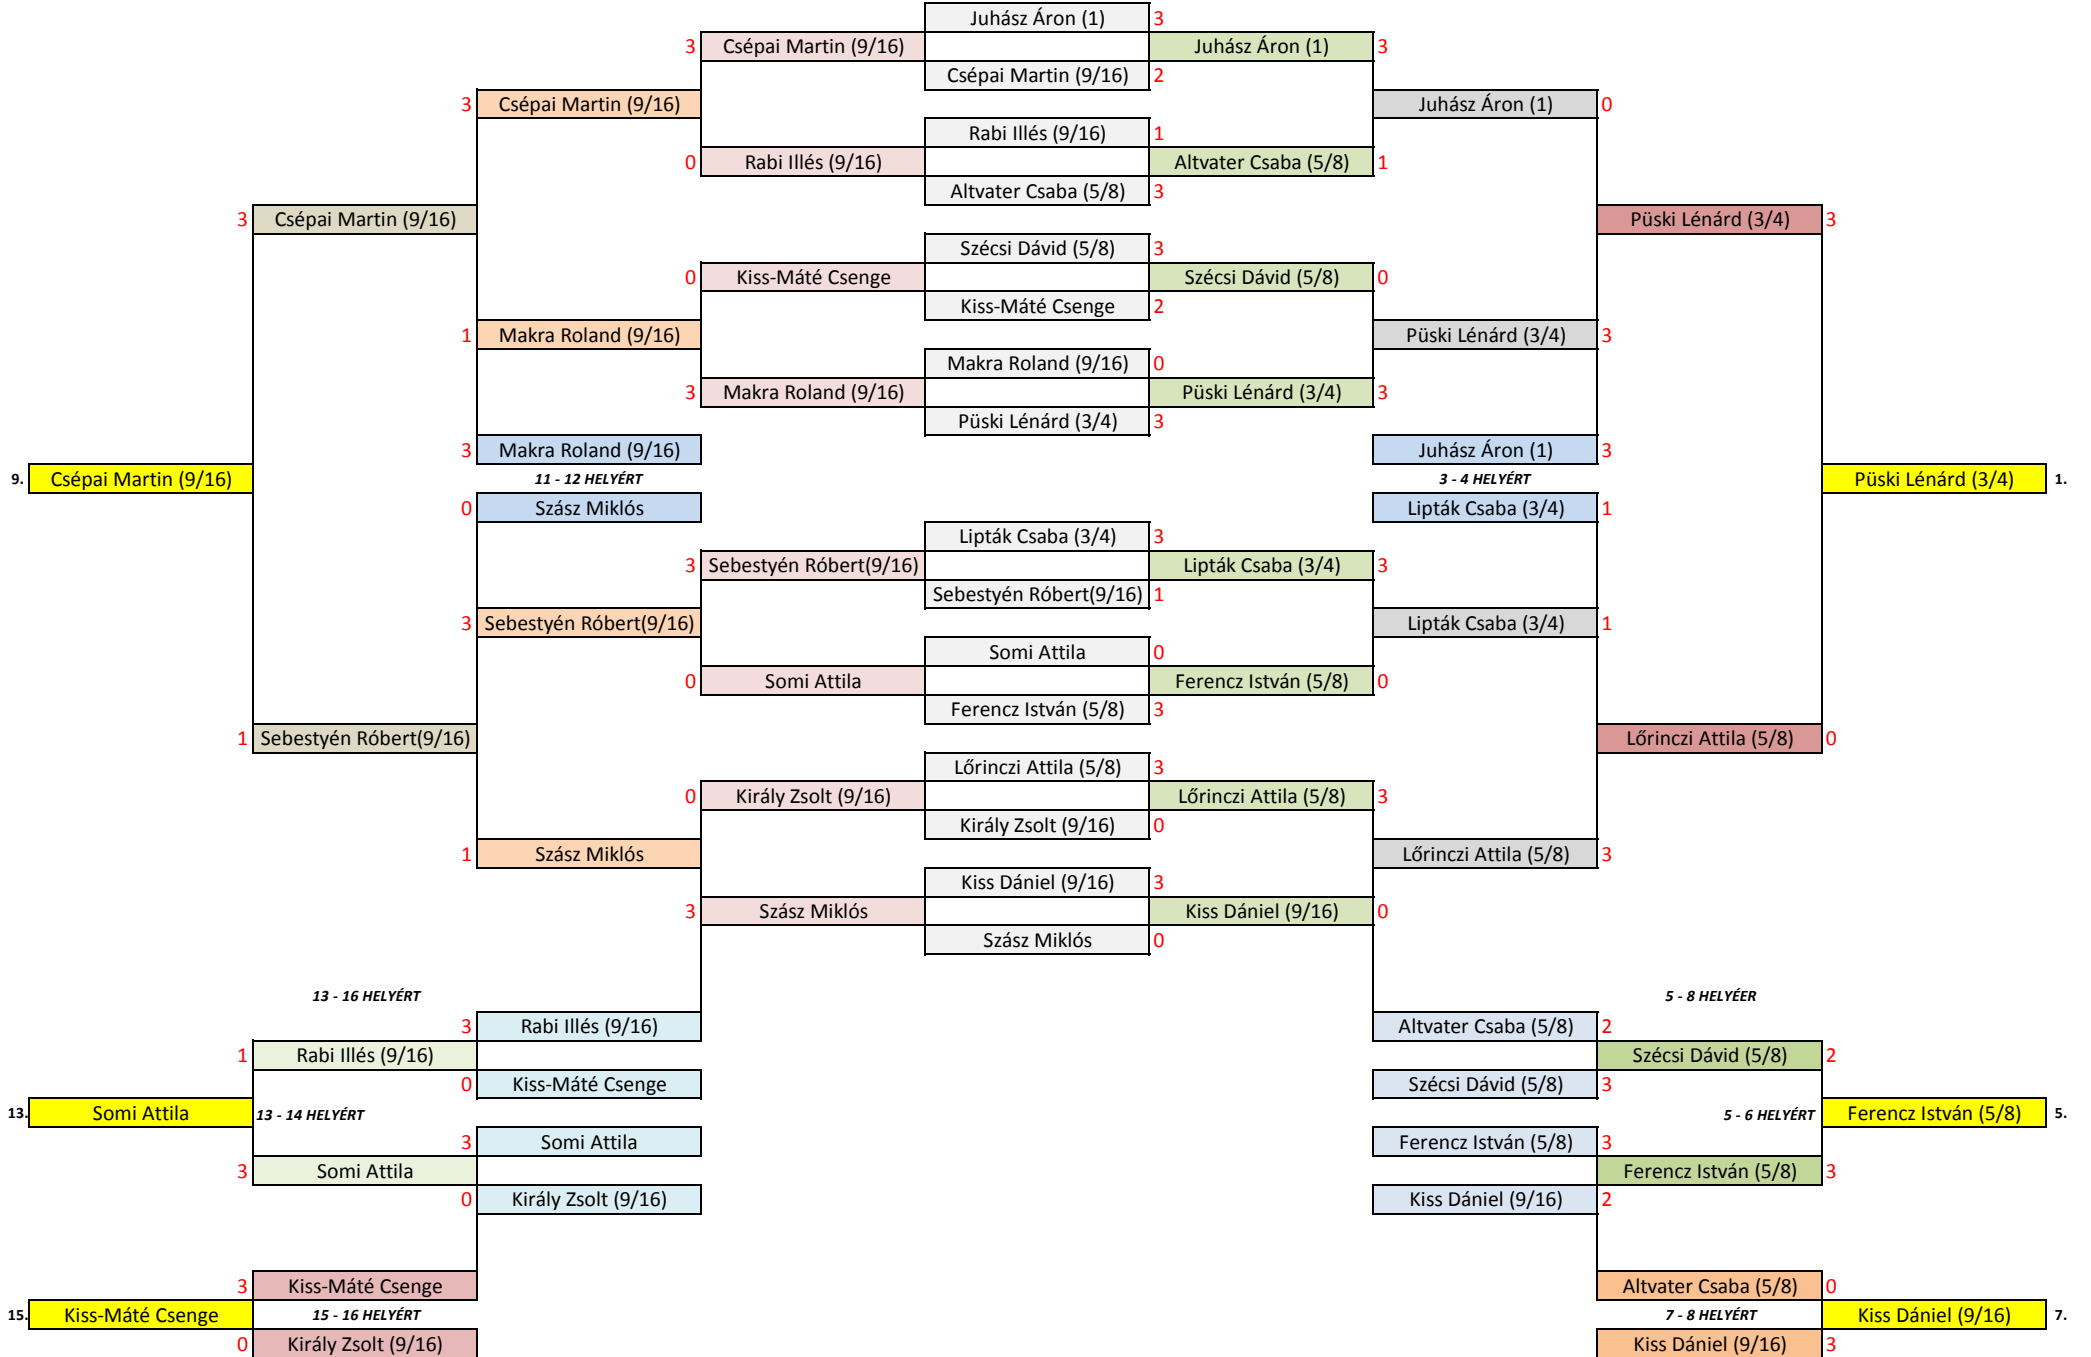 Juhász Áron (1) 3
3 Csépai Martin (9/16) Juhász Áron (1) 3
Csépai Martin (9/16) 2
3 Csépai Martin (9/16) Juhász Áron (1) 0
Rabi Illés (9/16) 1
0 Rabi Illés (9/16) Altvater Csaba (5/8) 1
Altvater Csaba (5/8) 3
3 Csépai Martin (9/16) Püski Lénárd (3/4) 3
Szécsi Dávid (5/8) 3
0 Kiss-Máté Csenge Szécsi Dávid (5/8) 0
Kiss-Máté Csenge 2
1 Makra Roland (9/16) Püski Lénárd (3/4) 3
Makra Roland (9/16) 0
3 Makra Roland (9/16) Püski Lénárd (3/4) 3
Püski Lénárd (3/4) 3
3 Makra Roland (9/16) Juhász Áron (1) 3
9. Csépai Martin (9/16) 11 - 12 HELYÉRT 3 - 4 HELYÉRT Püski Lénárd (3/4) 1.
0 Szász Miklós Lipták Csaba (3/4) 1
Lipták Csaba (3/4) 3
3 Sebestyén Róbert(9/16) Lipták Csaba (3/4) 3
Sebestyén Róbert(9/16) 1
3 Sebestyén Róbert(9/16) Lipták Csaba (3/4) 1
Somi Attila 0
0 Somi Attila Ferencz István (5/8) 0
Ferencz István (5/8) 3
1 Sebestyén Róbert(9/16) Lőrinczi Attila (5/8) 0
Lőrinczi Attila (5/8) 3
0 Király Zsolt (9/16) Lőrinczi Attila (5/8) 3
Király Zsolt (9/16) 0
1 Szász Miklós Lőrinczi Attila (5/8) 3
Kiss Dániel (9/16) 3
3 Szász Miklós Kiss Dániel (9/16) 0
Szász Miklós 0
13 - 16 HELYÉRT 5 - 8 HELYÉER
3 Rabi Illés (9/16) Altvater Csaba (5/8) 2
1 Rabi Illés (9/16) Szécsi Dávid (5/8) 2
0 Kiss-Máté Csenge Szécsi Dávid (5/8) 3
13. Somi Attila 13 - 14 HELYÉRT 5 - 6 HELYÉRT Ferencz István (5/8) 5.
3 Somi Attila Ferencz István (5/8) 3
3 Somi Attila Ferencz István (5/8) 3
0 Király Zsolt (9/16) Kiss Dániel (9/16) 2
3 Kiss-Máté Csenge Altvater Csaba (5/8) 0
15. Kiss-Máté Csenge 15 - 16 HELYÉRT 7 - 8 HELYÉRT Kiss Dániel (9/16) 7.
0 Király Zsolt (9/16) Kiss Dániel (9/16) 3